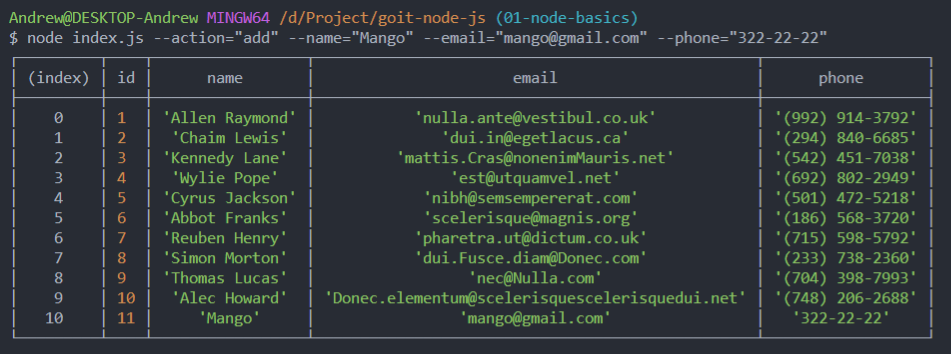 Andrew@DESKTOP-Andrew MINGW64 /d/Project/goit-node-js (01-node-basics)
$ node index.js --action="add" --name="Mango" --email="mango@gmail.com" --phone="322-22-22"
(index) id name email phone
0 1 'Allen Raymond' 'nulla.ante@vestibul.co.uk' '(992) 914-3792'
1 2 'Chaim Lewis' 'dui.in@egetlacus.ca' '(294) 840-6685'
2 3 'Kennedy Lane' 'mattis.Cras@nonenimMauris.net' '(542) 451-7038'
3 4 'Wylie Pope' 'est@utquamvel.net' '(692) 802-2949'
4 5 'Cyrus Jackson' 'nibh@semsempererat.com' '(501) 472-5218'
5 6 'Abbot Franks' 'scelerisque@magnis.org' '(186) 568-3720'
6 7 'Reuben Henry' 'pharetra.ut@dictum.co.uk' '(715) 598-5792'
7 8 'Simon Morton' 'dui.Fusce.diam@Donec.com' '(233) 738-2360'
8 9 'Thomas Lucas' 'nec@Nulla.com' '(704) 398-7993'
9 10 'Alec Howard' 'Donec.elementum@scelerisquescelerisquedui.net' '(748) 206-2688'
10 11 'Mango' 'mango@gmail.com' '322-22-22'